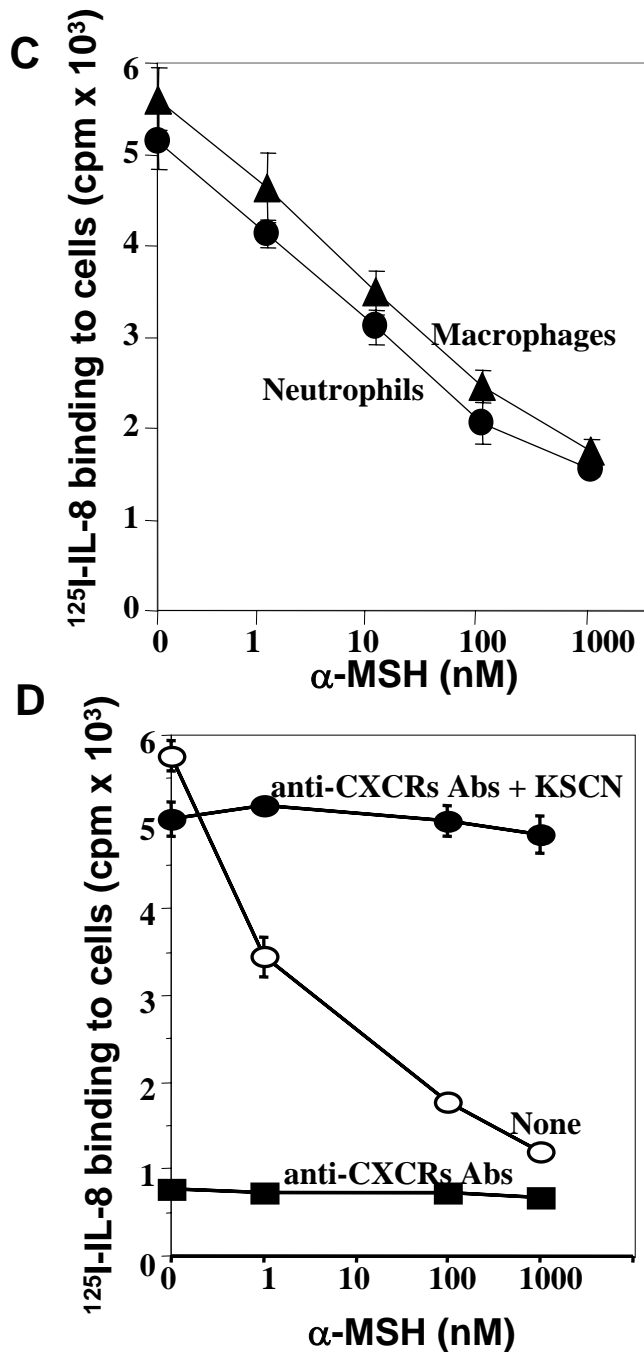 C
¹²⁵I-IL-8 binding to cells (cpm x 10³)
6
5
4
3
2
1
0
Macrophages
Neutrophils
0 1 10 100 1000
α-MSH (nM)
D
¹²⁵I-IL-8 binding to cells (cpm x 10³)
6
5
4
3
2
1
0
anti-CXCRs Abs + KSCN
None
anti-CXCRs Abs
0 1 10 100 1000
α-MSH (nM)